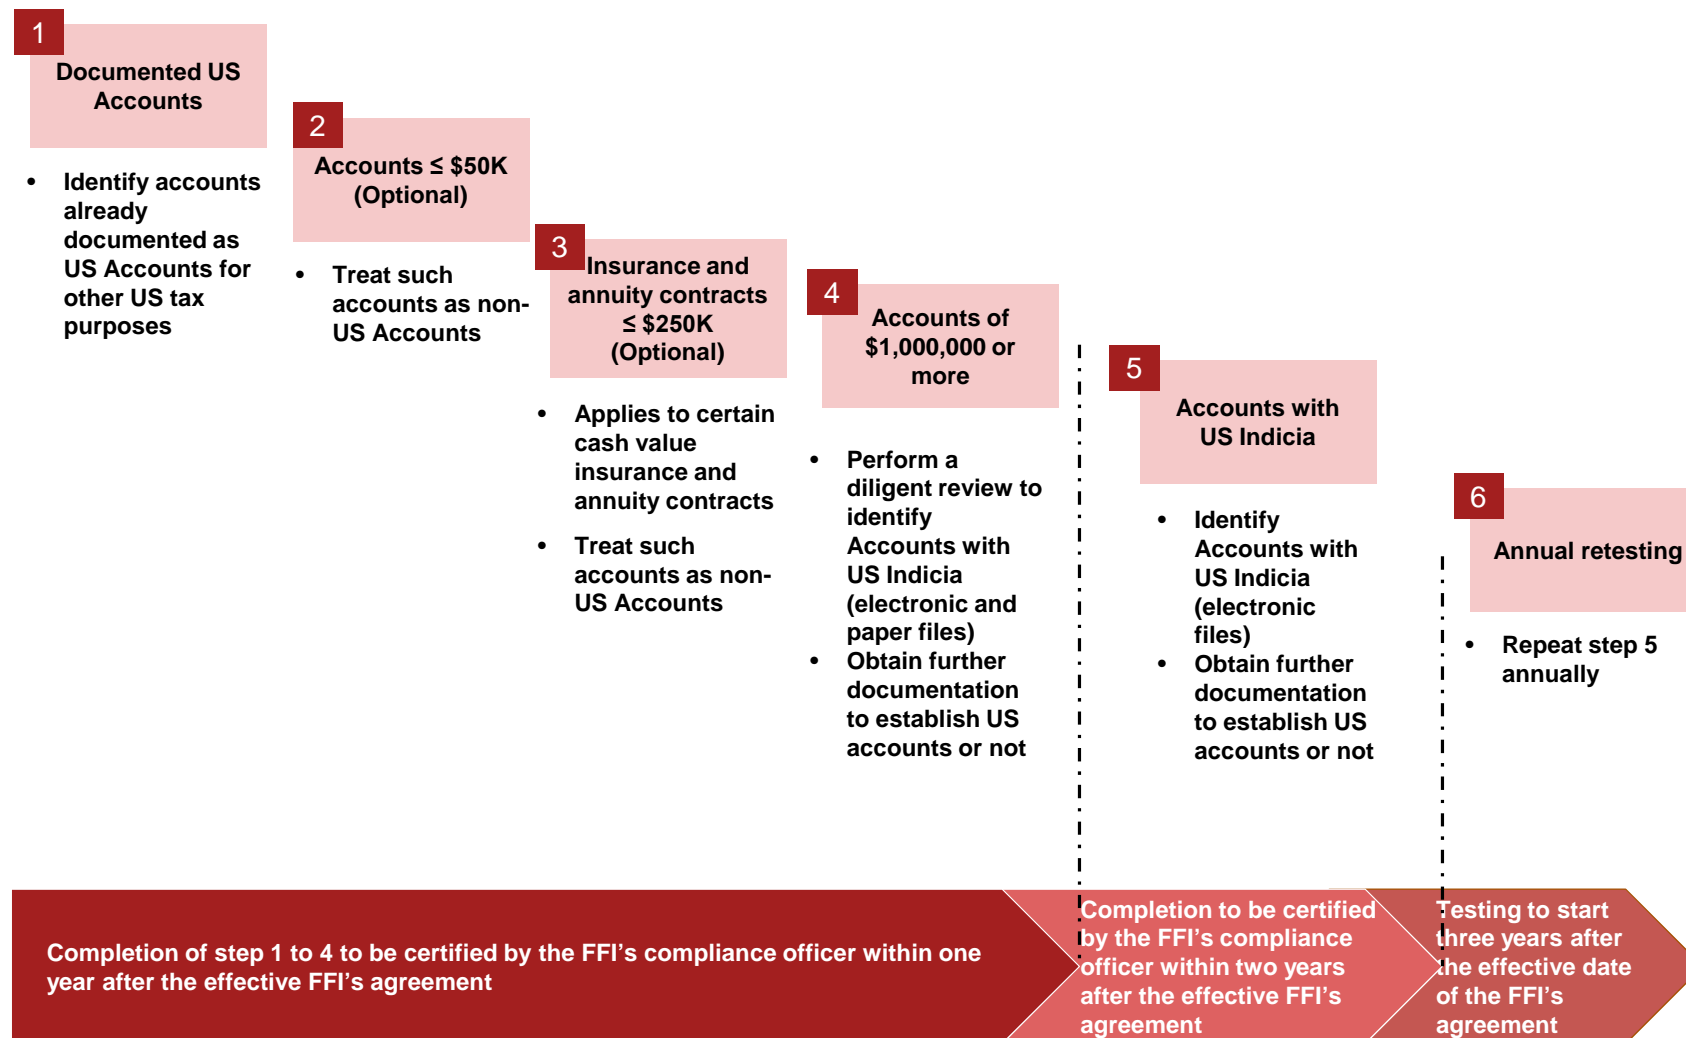 1
Documented US
Accounts
• Identify accounts
already
documented as
US Accounts for
other US tax
purposes
2
Accounts ≤ $50K
(Optional)
• Treat such
accounts as non-
US Accounts
3
Insurance and
annuity contracts
≤ $250K
(Optional)
• Applies to certain
cash value
insurance and
annuity contracts
• Treat such
accounts as non-
US Accounts
4
Accounts of
$1,000,000 or
more
• Perform a
diligent review to
identify
Accounts with
US Indicia
(electronic and
paper files)
• Obtain further
documentation
to establish US
accounts or not
5
Accounts with
US Indicia
• Identify
Accounts with
US Indicia
(electronic
files)
• Obtain further
documentation
to establish US
accounts or not
6
Annual retesting
• Repeat step 5
annually
Completion of step 1 to 4 to be certified by the FFI’s compliance officer within one
year after the effective FFI’s agreement
Completion to be certified
by the FFI’s compliance
officer within two years
after the effective FFI’s
agreement
Testing to start
three years after
the effective date
of the FFI’s
agreement